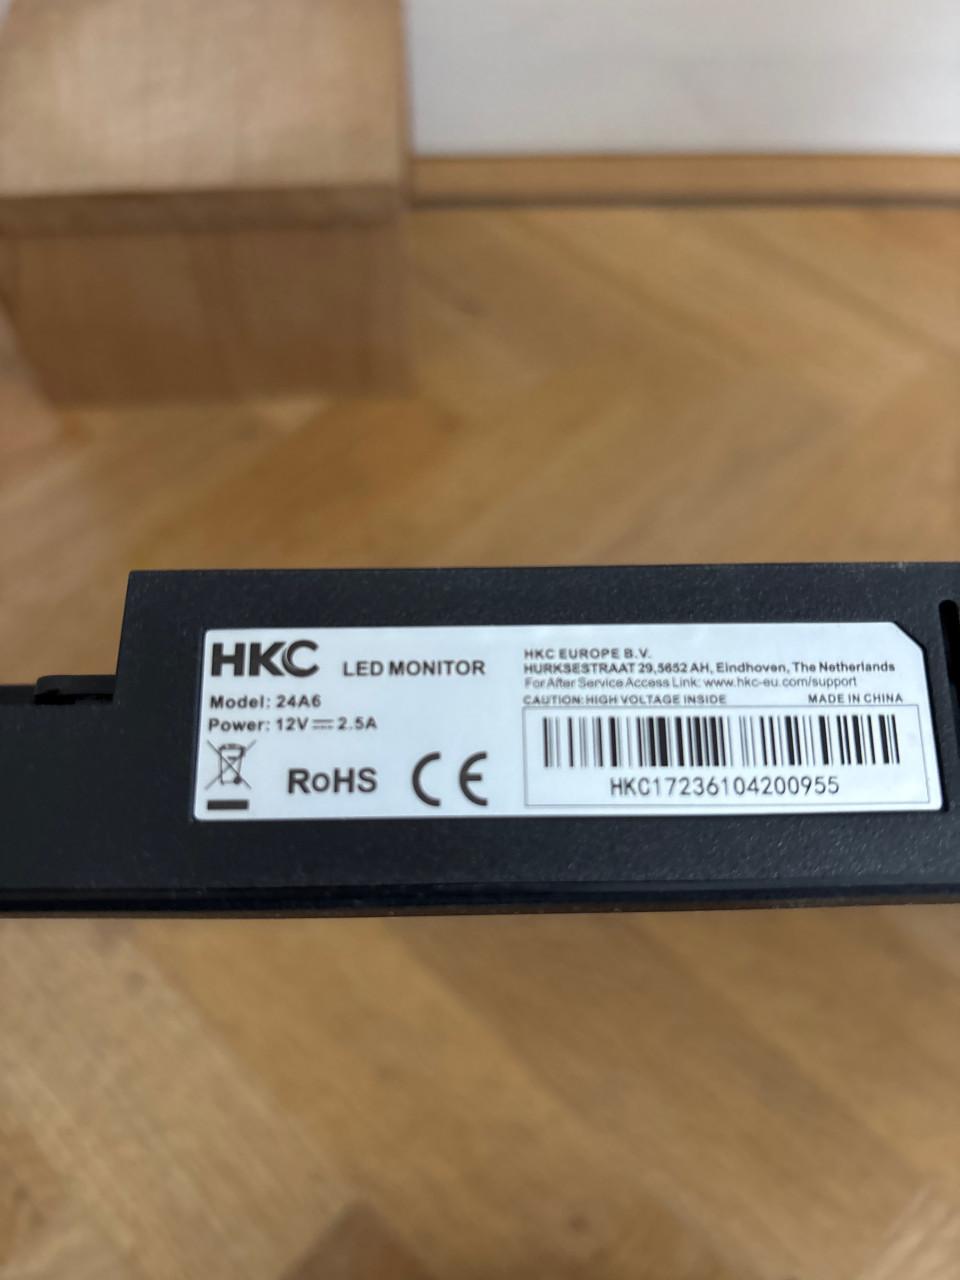 HKC LED MONITOR
Model: 24A6
Power: 12V⎓2.5A
RoHS CE
HKC EUROPE B.V.
HURKSESTRAAT 29,5652 AH, Eindhoven, The Netherlands
For After Service Access Link: www.hkc-eu.com/support
CAUTION: HIGH VOLTAGE INSIDE MADE IN CHINA
HKC17236104200955